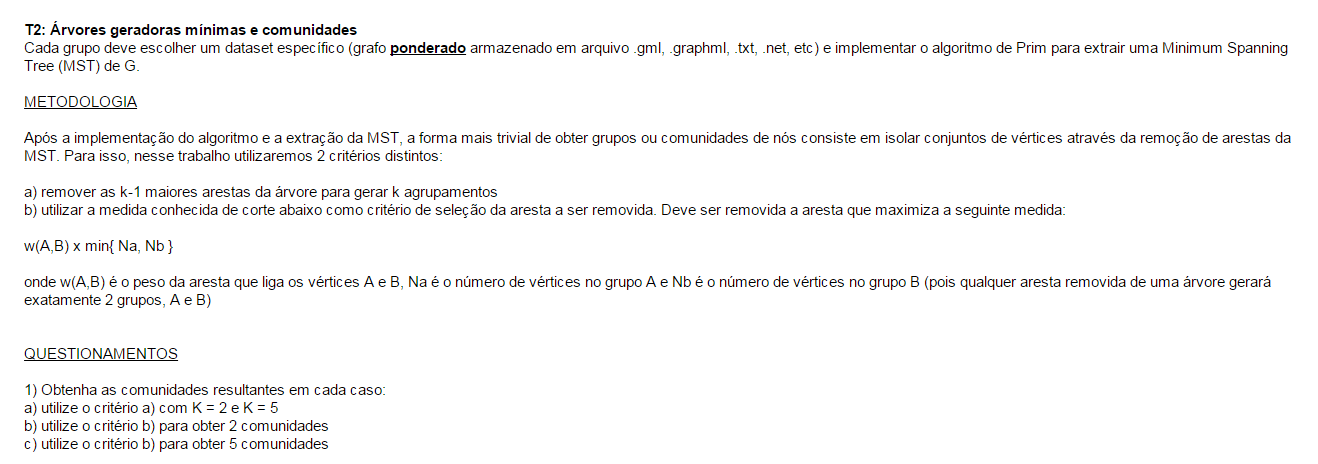 T2: Árvores geradoras mínimas e comunidades
Cada grupo deve escolher um dataset específico (grafo ponderado armazenado em arquivo .gml, .graphml, .txt, .net, etc) e implementar o algoritmo de Prim para extrair uma Minimum Spanning
Tree (MST) de G.
METODOLOGIA
Após a implementação do algoritmo e a extração da MST, a forma mais trivial de obter grupos ou comunidades de nós consiste em isolar conjuntos de vértices através da remoção de arestas da
MST. Para isso, nesse trabalho utilizaremos 2 critérios distintos:
a) remover as k-1 maiores arestas da árvore para gerar k agrupamentos
b) utilizar a medida conhecida de corte abaixo como critério de seleção da aresta a ser removida. Deve ser removida a aresta que maximiza a seguinte medida:
w(A,B) x min{ Na, Nb }
onde w(A,B) é o peso da aresta que liga os vértices A e B, Na é o número de vértices no grupo A e Nb é o número de vértices no grupo B (pois qualquer aresta removida de uma árvore gerará
exatamente 2 grupos, A e B)
QUESTIONAMENTOS
1) Obtenha as comunidades resultantes em cada caso:
a) utilize o critério a) com K = 2 e K = 5
b) utilize o critério b) para obter 2 comunidades
c) utilize o critério b) para obter 5 comunidades